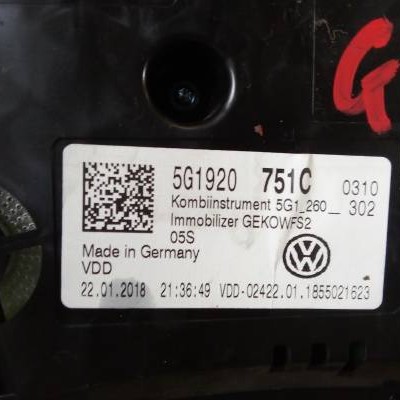 G
5G1920 751C 0310
Kombiinstrument 5G1_260__ 302
Immobilizer GEKOWFS2
05S
Made in Germany
VDD
22.01.2018 21:36:49 VDD-02422.01.1855021623